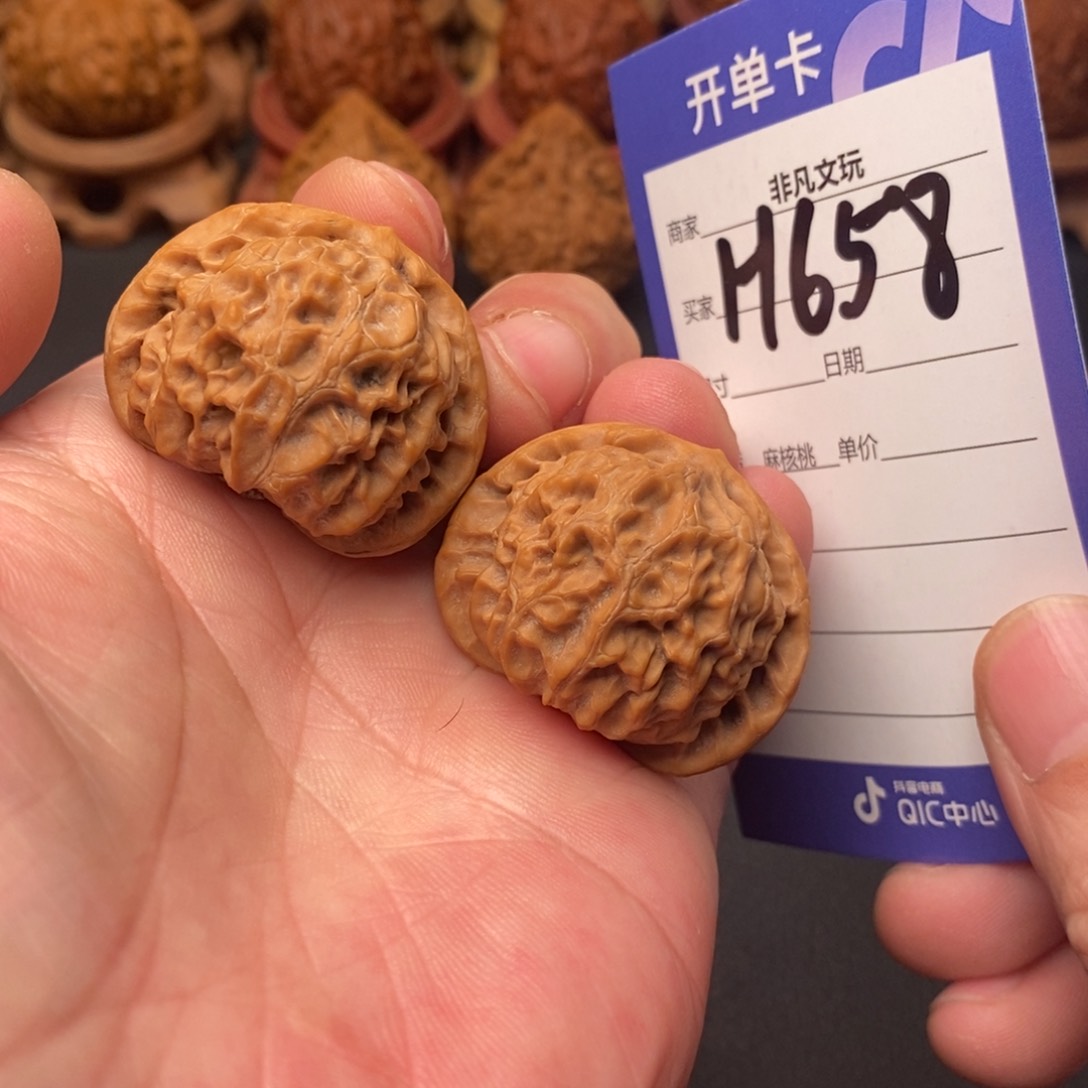 开单卡
非凡文玩
商家
H658
买家
寸 日期
麻核桃 单价
抖音电商
QIC中心